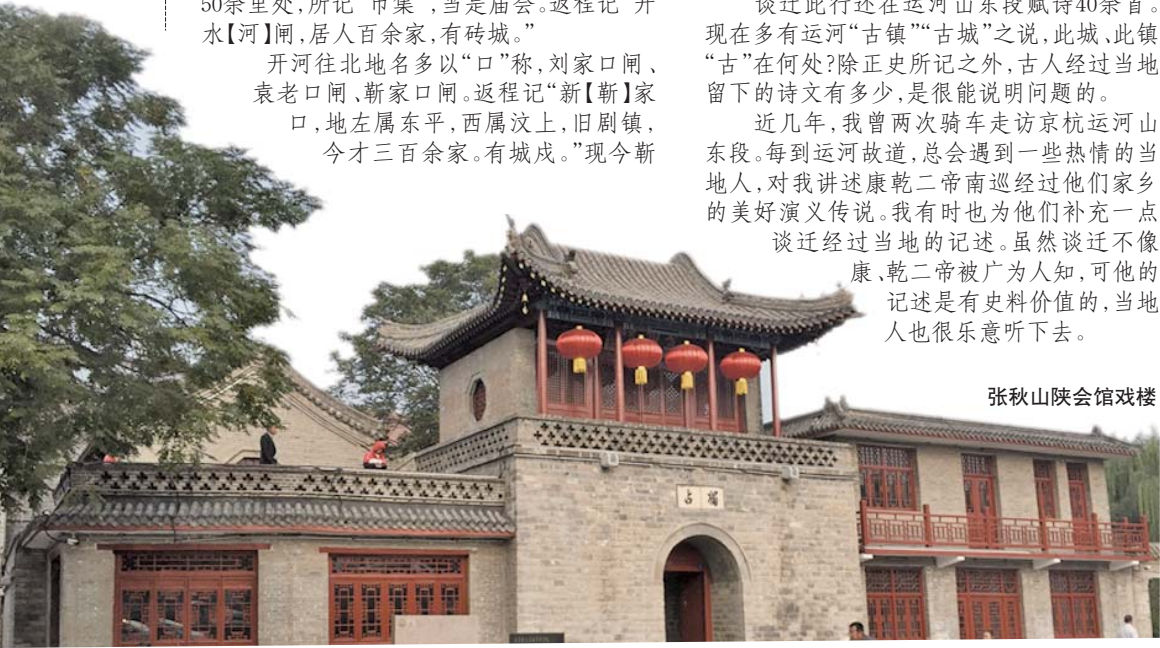 50余里处，所记“市集”，当是庙会。返程记“开
水【河】闸，居人百余家，有砖城。”
开河往北地名多以“口”称，刘家口闸、
袁老口闸、靳家口闸。返程记“新【靳】家
口，地左属东平，西属汶上，旧剧镇，
今才三百余家。有城戍。”现今靳
谈迁此行还在运河山东段赋诗40余首。
现在多有运河“古镇”“古城”之说，此城、此镇
“古”在何处？除正史所记之外，古人经过当地
留下的诗文有多少，是很能说明问题的。
近几年，我曾两次骑车走访京杭运河山
东段。每到运河故道，总会遇到一些热情的当
地人，对我讲述康乾二帝南巡经过他们家乡
的美好演义传说。我有时也为他们补充一点
谈迁经过当地的记述。虽然谈迁不像
康、乾二帝被广为人知，可他的
记述是有史料价值的，当地
人也很乐意听下去。
张秋山陕会馆戏楼